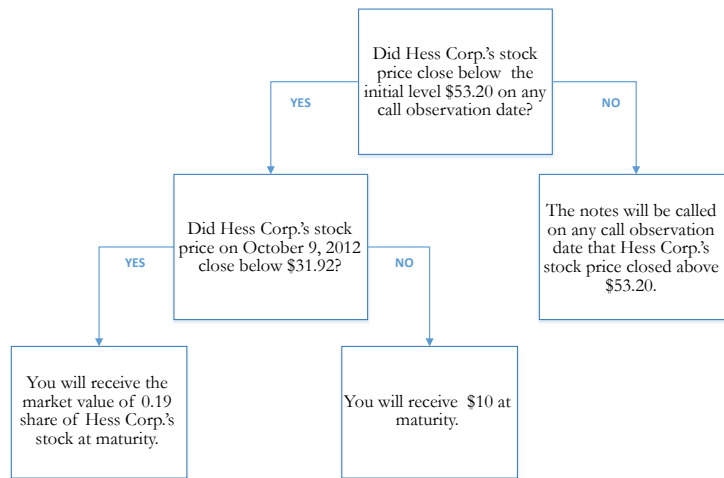 Did Hess Corp.'s stock
price close below the
initial level $53.20 on any
call observation date?
YES
NO
Did Hess Corp.'s stock
price on October 9, 2012
close below $31.92?
The notes will be called
on any call observation
date that Hess Corp.'s
stock price closed above
$53.20.
YES
NO
You will receive the
market value of 0.19
share of Hess Corp.'s
stock at maturity.
You will receive $10 at
maturity.